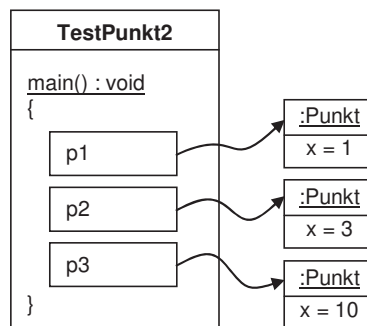 TestPunkt2
main() : void
{
p1
p2
p3
}
:Punkt
x = 1
:Punkt
x = 3
:Punkt
x = 10